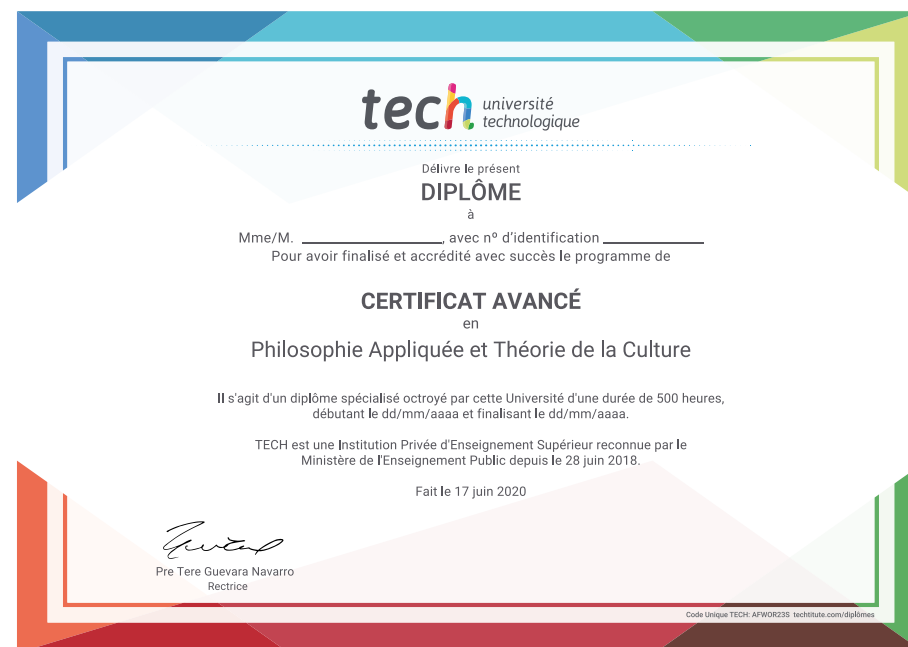 tech université
technologique
Délivre le présent
DIPLÔME
à
Mme/M. ____________________, avec nº d'identification ______________
Pour avoir finalisé et accrédité avec succès le programme de
CERTIFICAT AVANCÉ
en
Philosophie Appliquée et Théorie de la Culture
Il s'agit d'un diplôme spécialisé octroyé par cette Université d'une durée de 500 heures,
débutant le dd/mm/aaaa et finalisant le dd/mm/aaaa.
TECH est une Institution Privée d'Enseignement Supérieur reconnue par le
Ministère de l'Enseignement Public depuis le 28 juin 2018.
Fait le 17 juin 2020
Pre Tere Guevara Navarro
Rectrice
Code Unique TECH: AFWOR23S techtitute.com/diplômes